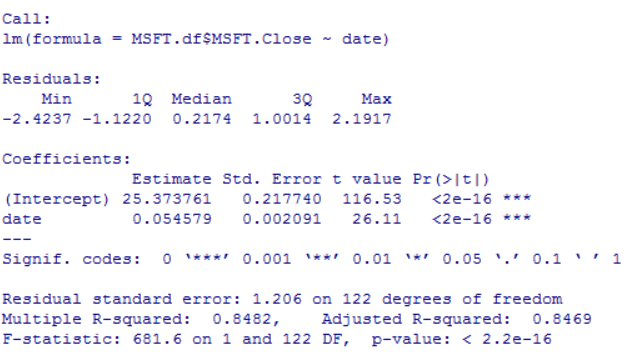 Call:
lm(formula = MSFT.df$MSFT.Close ~ date)
Residuals:
    Min      1Q  Median      3Q     Max
-2.4237 -1.1220  0.2174  1.0014  2.1917
Coefficients:
             Estimate Std. Error t value Pr(>|t|)
(Intercept) 25.373761   0.217740  116.53   <2e-16 ***
date         0.054579   0.002091   26.11   <2e-16 ***
---
Signif. codes:  0 ‘***’ 0.001 ‘**’ 0.01 ‘*’ 0.05 ‘.’ 0.1 ‘ ’ 1
Residual standard error: 1.206 on 122 degrees of freedom
Multiple R-squared:  0.8482,    Adjusted R-squared:  0.8469
F-statistic: 681.6 on 1 and 122 DF,  p-value: < 2.2e-16